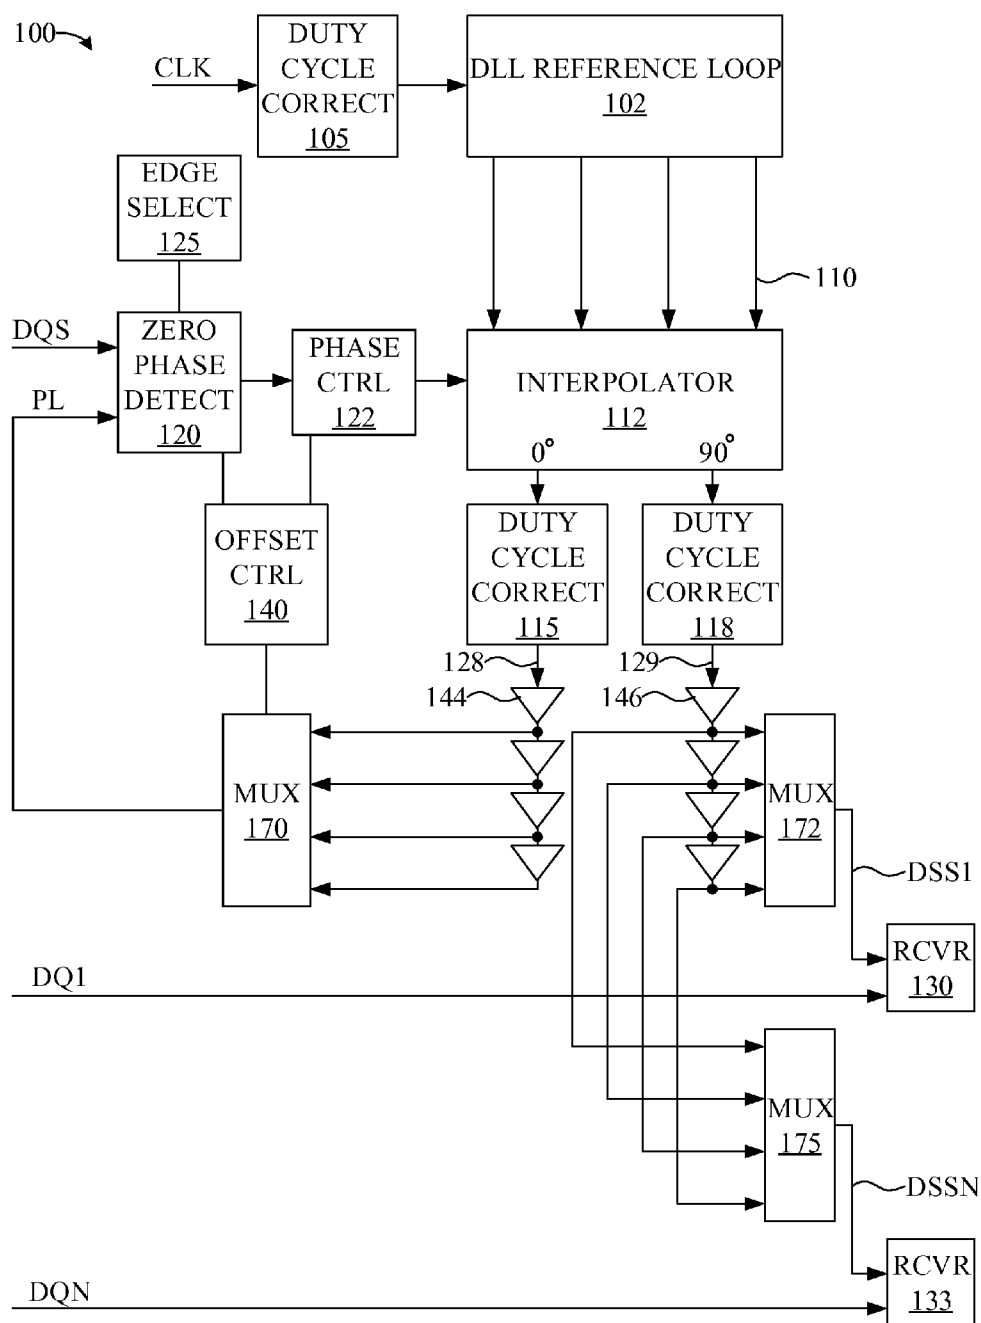 100
CLK
DUTY
CYCLE
CORRECT
105
DLL REFERENCE LOOP
102
EDGE
SELECT
125
110
DQS
PL
ZERO
PHASE
DETECT
120
PHASE
CTRL
122
INTERPOLATOR
112
0°
90°
OFFSET
CTRL
140
DUTY
CYCLE
CORRECT
115
DUTY
CYCLE
CORRECT
118
128
129
144
146
MUX
170
MUX
172
DSS1
DQ1
RCVR
130
MUX
175
DSSN
DQN
RCVR
133